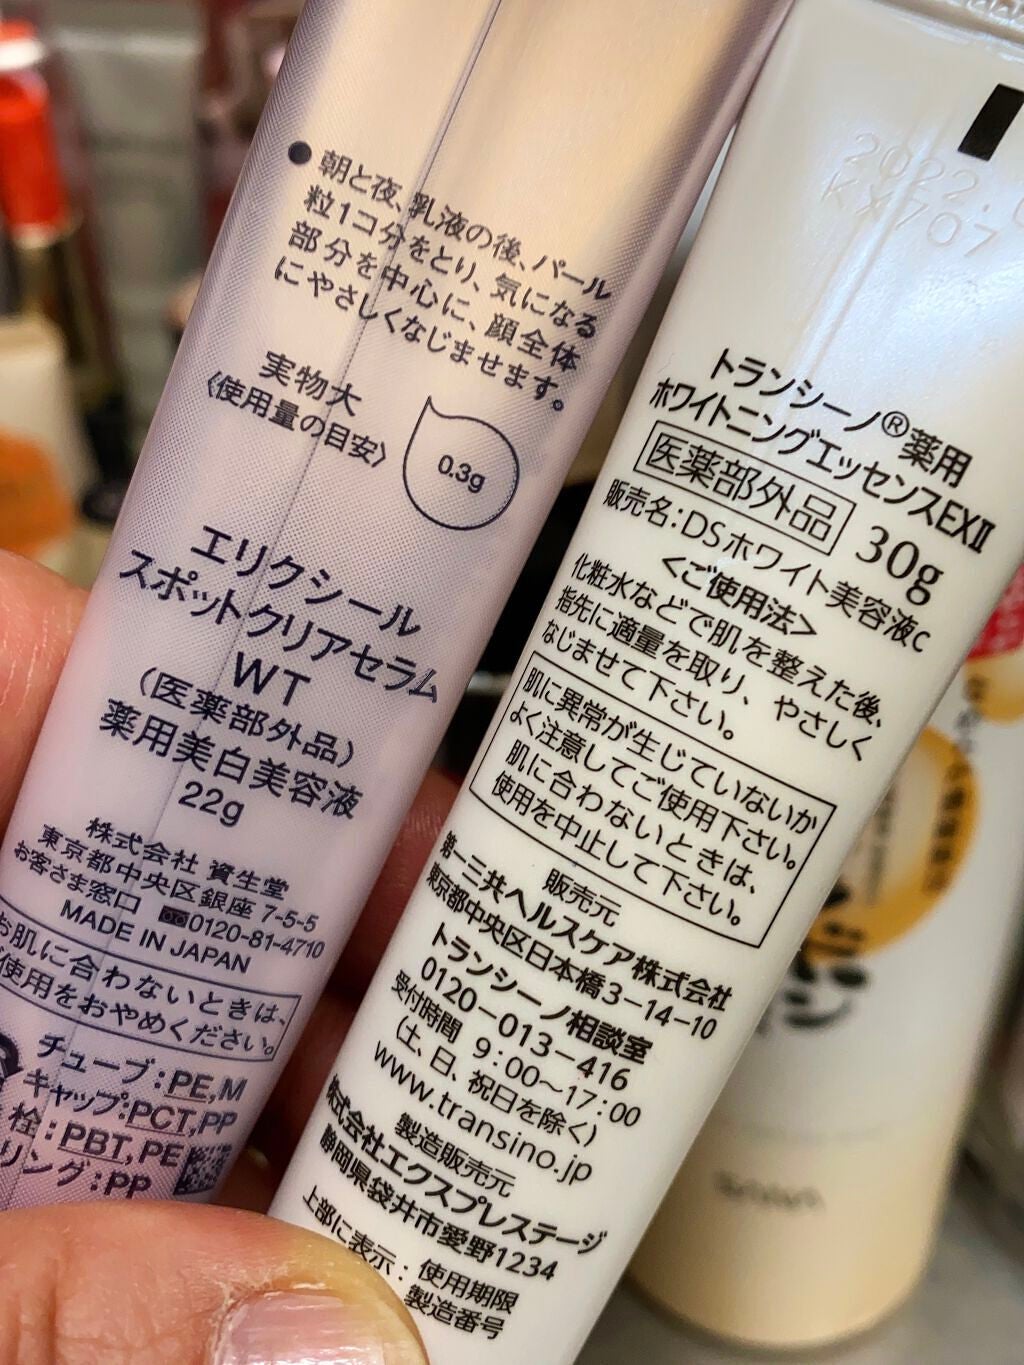 ●朝と夜、乳液の後、パール
粒1コ分をとり、気になる
部分を中心に、顔全体
にやさしくなじませます。
実物大
〈使用量の目安〉
0.3g
エリクシール
スポットクリアセラム
WT
(医薬部外品)
薬用美白美容液
22g
株式会社 資生堂
東京都中央区銀座 7-5-5
お客さま窓口 0120-81-4710
MADE IN JAPAN
お肌に合わないときは、
使用をおやめください。
チューブ:PE,M
キャップ:PCT,PP
栓:PBT,PE
リング:PP
2022.
KX707
トランシーノ®薬用
ホワイトニングエッセンスEXⅡ
医薬部外品 30g
販売名:DSホワイト美容液C
<ご使用法>
化粧水などで肌を整えた後、
指先に適量を取り、やさしく
なじませて下さい。
肌に異常が生じていないか
よく注意してご使用下さい。
肌に合わないときは、
使用を中止して下さい。
販売元
第一三共ヘルスケア株式会社
東京都中央区日本橋3-14-10
トランシーノ相談室
0120-013-416
受付時間 9:00~17:00
(土、日、祝日を除く)
www.transino.jp
製造販売元
株式会社エクスプレステージ
静岡県袋井市愛野1234
上部に表示:使用期限
製造番号